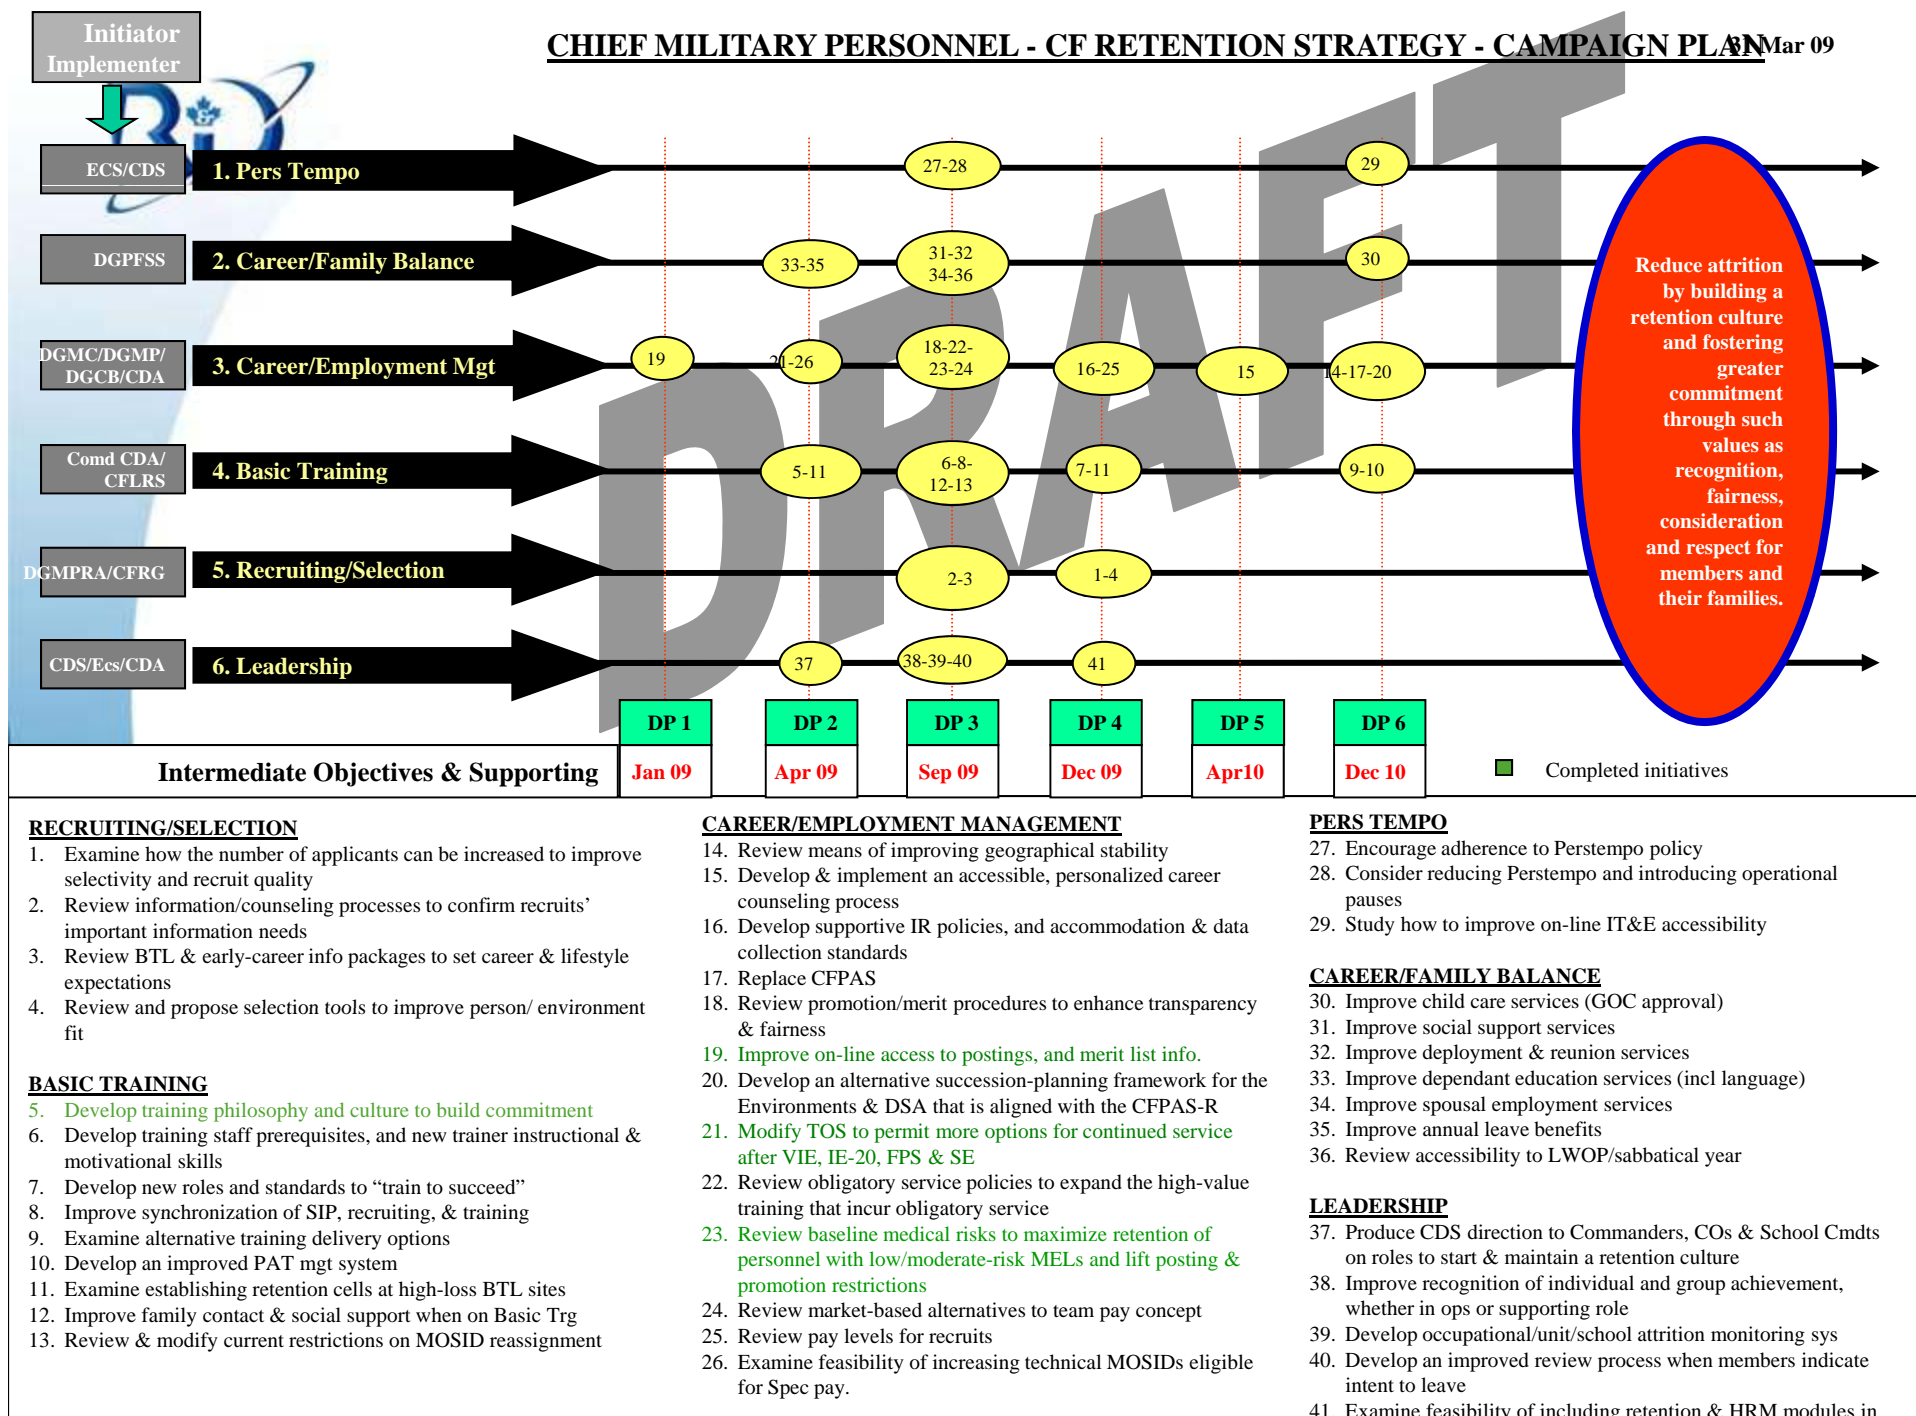 Initiator
Implementer
CHIEF MILITARY PERSONNEL - CF RETENTION STRATEGY - CAMPAIGN PLAN
31 Mar 09
DRAFT
ECS/CDS
1. Pers Tempo
27-28
29
DGPFSS
2. Career/Family Balance
33-35
31-32
34-36
30
DGMC/DGMP/
DGCB/CDA
3. Career/Employment Mgt
19
21-26
18-22-
23-24
16-25
15
14-17-20
Comd CDA/
CFLRS
4. Basic Training
5-11
6-8-
12-13
7-11
9-10
DGMPRA/CFRG
5. Recruiting/Selection
2-3
1-4
CDS/Ecs/CDA
6. Leadership
37
38-39-40
41
Reduce attrition
by building a
retention culture
and fostering
greater
commitment
through such
values as
recognition,
fairness,
consideration
and respect for
members and
their families.
DP 1
DP 2
DP 3
DP 4
DP 5
DP 6
Intermediate Objectives & Supporting
Jan 09
Apr 09
Sep 09
Dec 09
Apr10
Dec 10
Completed initiatives
RECRUITING/SELECTION
1. Examine how the number of applicants can be increased to improve
selectivity and recruit quality
2. Review information/counseling processes to confirm recruits’
important information needs
3. Review BTL & early-career info packages to set career & lifestyle
expectations
4. Review and propose selection tools to improve person/ environment
fit
BASIC TRAINING
5. Develop training philosophy and culture to build commitment
6. Develop training staff prerequisites, and new trainer instructional &
motivational skills
7. Develop new roles and standards to “train to succeed”
8. Improve synchronization of SIP, recruiting, & training
9. Examine alternative training delivery options
10. Develop an improved PAT mgt system
11. Examine establishing retention cells at high-loss BTL sites
12. Improve family contact & social support when on Basic Trg
13. Review & modify current restrictions on MOSID reassignment
CAREER/EMPLOYMENT MANAGEMENT
14. Review means of improving geographical stability
15. Develop & implement an accessible, personalized career
counseling process
16. Develop supportive IR policies, and accommodation & data
collection standards
17. Replace CFPAS
18. Review promotion/merit procedures to enhance transparency
& fairness
19. Improve on-line access to postings, and merit list info.
20. Develop an alternative succession-planning framework for the
Environments & DSA that is aligned with the CFPAS-R
21. Modify TOS to permit more options for continued service
after VIE, IE-20, FPS & SE
22. Review obligatory service policies to expand the high-value
training that incur obligatory service
23. Review baseline medical risks to maximize retention of
personnel with low/moderate-risk MELs and lift posting &
promotion restrictions
24. Review market-based alternatives to team pay concept
25. Review pay levels for recruits
26. Examine feasibility of increasing technical MOSIDs eligible
for Spec pay.
PERS TEMPO
27. Encourage adherence to Perstempo policy
28. Consider reducing Perstempo and introducing operational
pauses
29. Study how to improve on-line IT&E accessibility
CAREER/FAMILY BALANCE
30. Improve child care services (GOC approval)
31. Improve social support services
32. Improve deployment & reunion services
33. Improve dependant education services (incl language)
34. Improve spousal employment services
35. Improve annual leave benefits
36. Review accessibility to LWOP/sabbatical year
LEADERSHIP
37. Produce CDS direction to Commanders, COs & School Cmdts
on roles to start & maintain a retention culture
38. Improve recognition of individual and group achievement,
whether in ops or supporting role
39. Develop occupational/unit/school attrition monitoring sys
40. Develop an improved review process when members indicate
intent to leave
41. Examine feasibility of including retention & HRM modules in